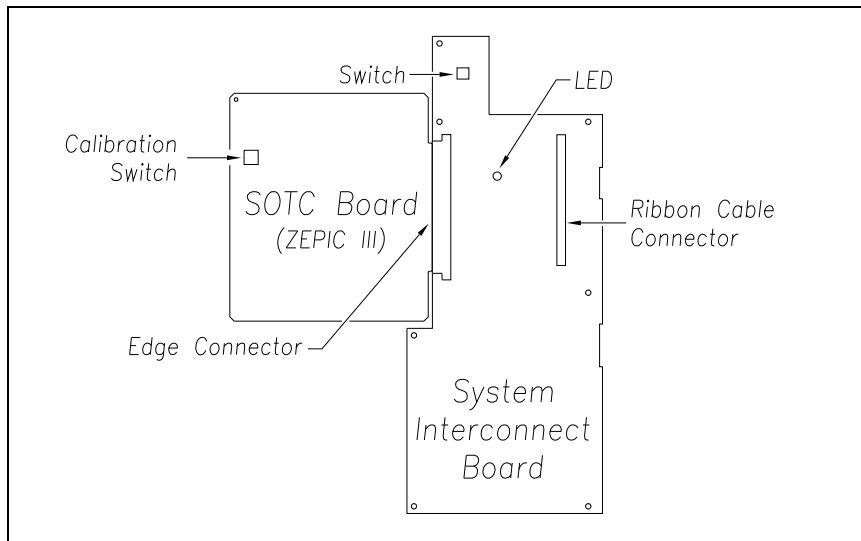 Switch
LED
Calibration
Switch
SOTC Board
(ZEPIC III)
Ribbon Cable
Connector
Edge Connector
System
Interconnect
Board